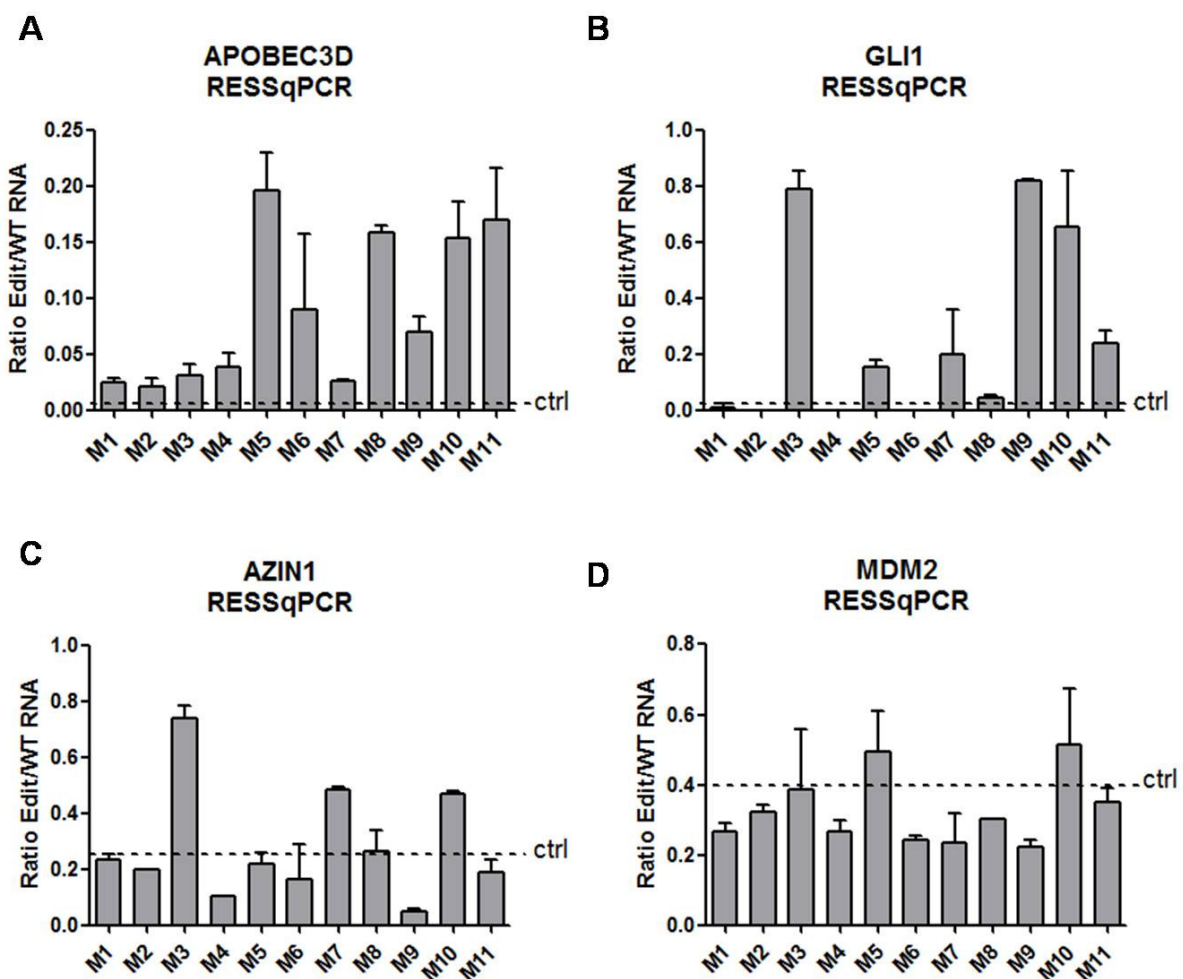 A
APOBEC3D
RESSqPCR
Ratio Edit/WT RNA
0.25
0.20
0.15
0.10
0.05
0.00
ctrl
M1 M2 M3 M4 M5 M6 M7 M8 M9 M10 M11
B
GLI1
RESSqPCR
Ratio Edit/WT RNA
1.0
0.8
0.6
0.4
0.2
0.0
ctrl
M1 M2 M3 M4 M5 M6 M7 M8 M9 M10 M11
C
AZIN1
RESSqPCR
Ratio Edit/WT RNA
1.0
0.8
0.6
0.4
0.2
0.0
ctrl
M1 M2 M3 M4 M5 M6 M7 M8 M9 M10 M11
D
MDM2
RESSqPCR
Ratio Edit/WT RNA
0.8
0.6
0.4
0.2
0.0
ctrl
M1 M2 M3 M4 M5 M6 M7 M8 M9 M10 M11